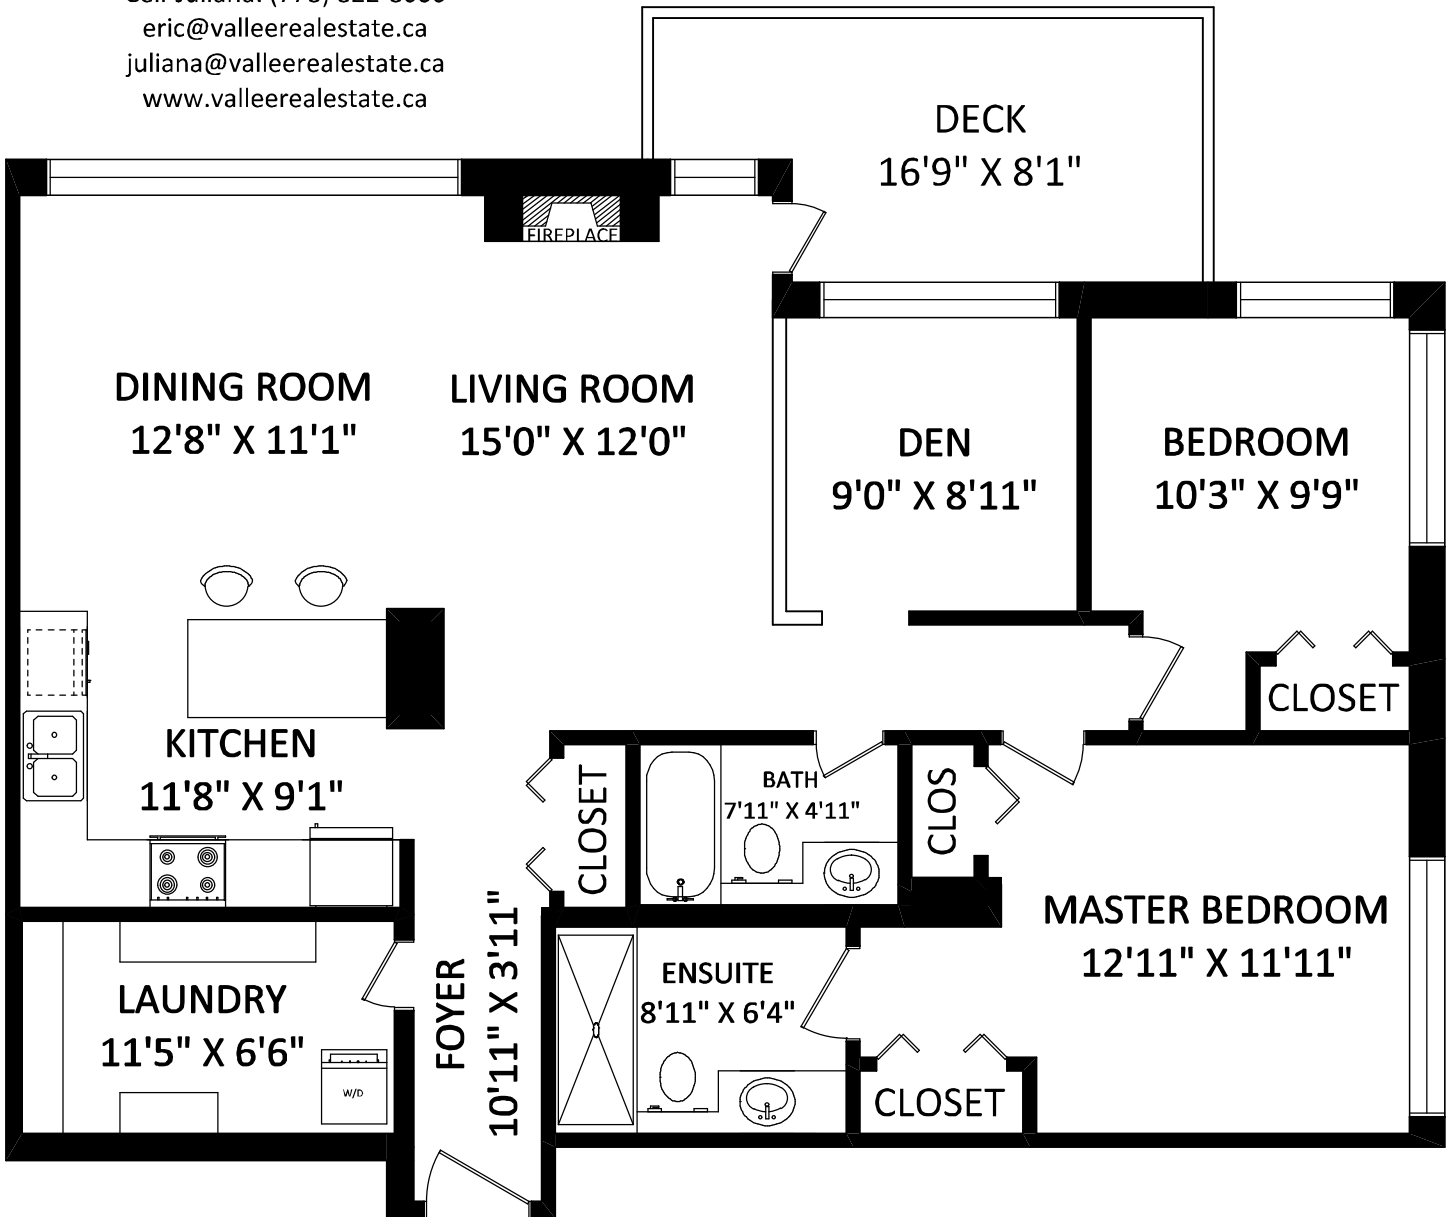 eric@valleerealestate.ca
juliana@valleerealestate.ca
www.valleerealestate.ca
DECK
16'9" X 8'1"
FIREPLACE
DINING ROOM
12'8" X 11'1"
LIVING ROOM
15'0" X 12'0"
DEN
9'0" X 8'11"
BEDROOM
10'3" X 9'9"
CLOSET
KITCHEN
11'8" X 9'1"
CLOSET
BATH
7'11" X 4'11"
CLOS
MASTER BEDROOM
12'11" X 11'11"
LAUNDRY
11'5" X 6'6"
W/D
FOYER
10'11" X 3'11"
ENSUITE
8'11" X 6'4"
CLOSET